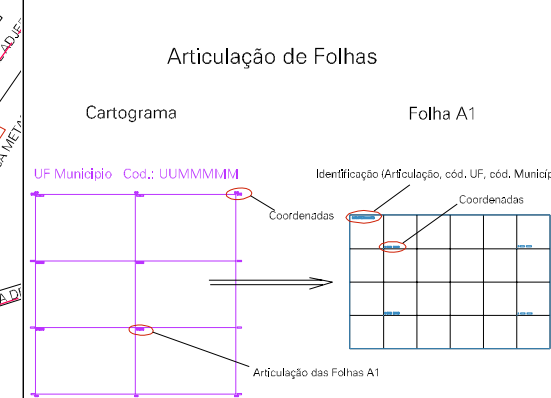 Articulação de Folhas
Cartograma
Folha A1
UF Municipio Cod.: UUMMMMM
Identificação (Articulação, cód. UF, cód. Municíp
Coordenadas
Coordenadas
Articulação das Folhas A1